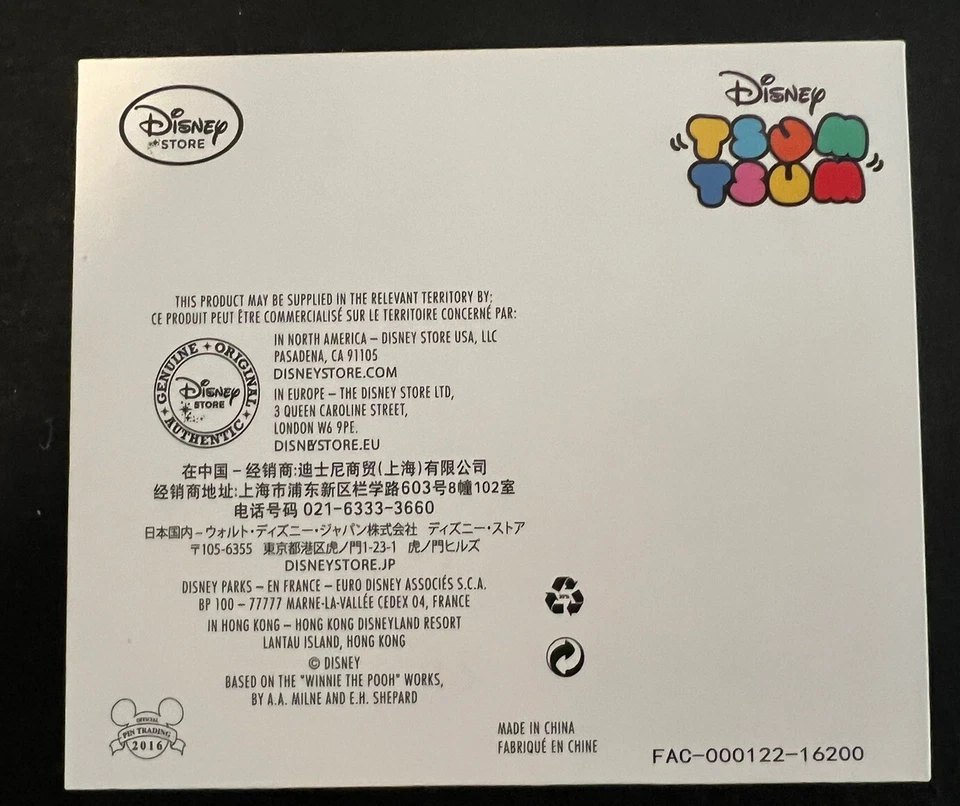 Disney
STORE
Disney
TSUM
TSUM
THIS PRODUCT MAY BE SUPPLIED IN THE RELEVANT TERRITORY BY:
CE PRODUIT PEUT ÊTRE COMMERCIALISÉ SUR LE TERRITOIRE CONCERNÉ PAR:
GENUINE ORIGINAL AUTHENTIC
Disney
STORE
IN NORTH AMERICA – DISNEY STORE USA, LLC
PASADENA, CA 91105
DISNEYSTORE.COM
IN EUROPE – THE DISNEY STORE LTD,
3 QUEEN CAROLINE STREET,
LONDON W6 9PE.
DISNEYSTORE.EU
在中国 – 经销商:迪士尼商贸(上海)有限公司
经销商地址:上海市浦东新区栏学路603号8幢102室
电话号码 021-6333-3660
日本国内–ウォルト・ディズニー・ジャパン株式会社 ディズニー・ストア
〒105-6355 東京都港区虎ノ門1-23-1 虎ノ門ヒルズ
DISNEYSTORE.JP
DISNEY PARKS – EN FRANCE – EURO DISNEY ASSOCIÉS S.C.A.
BP 100 – 77777 MARNE-LA-VALLÉE CEDEX 04, FRANCE
IN HONG KONG – HONG KONG DISNEYLAND RESORT
LANTAU ISLAND, HONG KONG
© DISNEY
BASED ON THE "WINNIE THE POOH" WORKS,
BY A.A. MILNE AND E.H. SHEPARD
OFFICIAL
PIN TRADING
2016
MADE IN CHINA
FABRIQUÉ EN CHINE
FAC-000122-16200